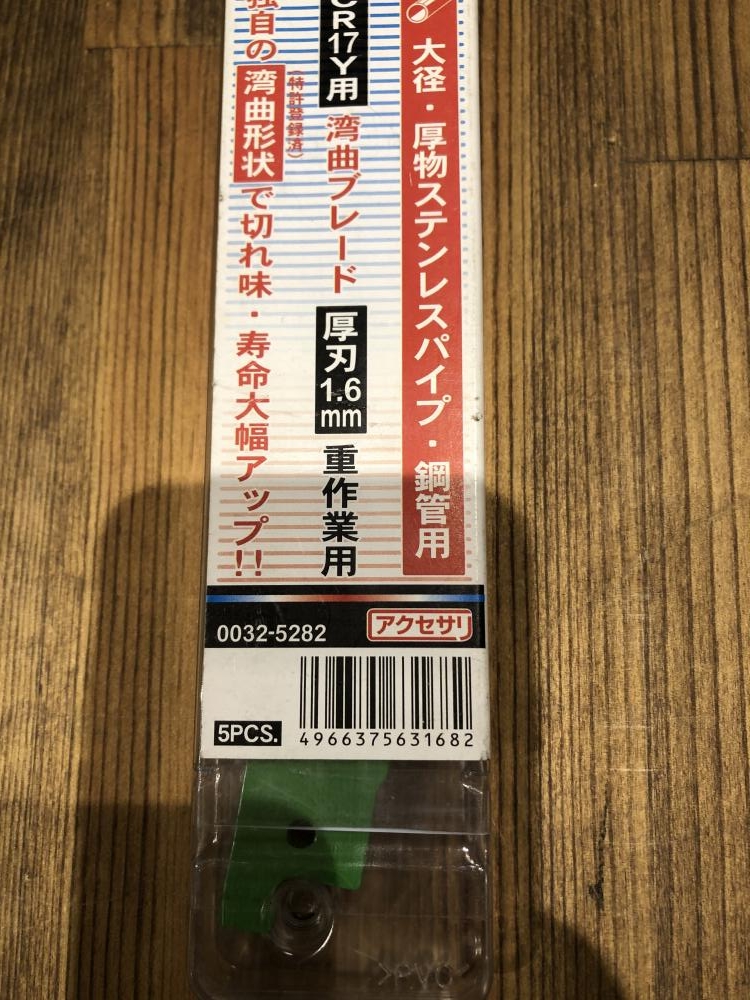 大径・厚物ステンレスパイプ・鋼管用
CR17Y用 湾曲ブレード 厚刃1.6mm 重作業用
(特許登録済)
独自の湾曲形状で切れ味・寿命大幅アップ!!
0032-5282
アクセサリ
5PCS.
4966375631682